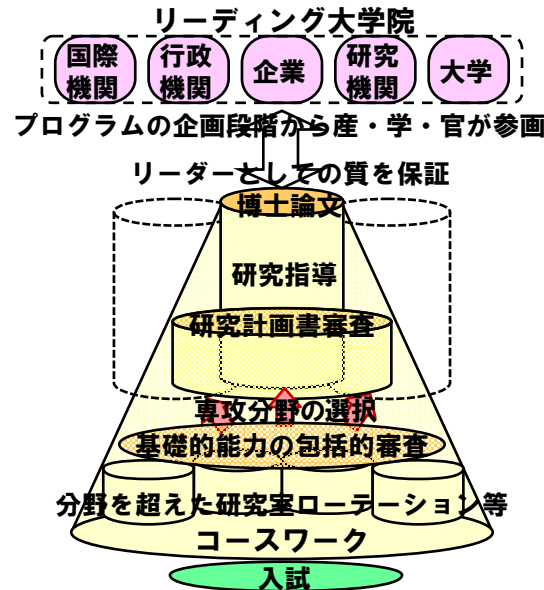 リーディング大学院
国際機関
行政機関
企業
研究機関
大学
プログラムの企画段階から産・学・官が参画
リーダーとしての質を保証
博士論文
研究指導
研究計画書審査
専攻分野の選択
基礎的能力の包括的審査
分野を超えた研究室ローテーション等
コースワーク
入試